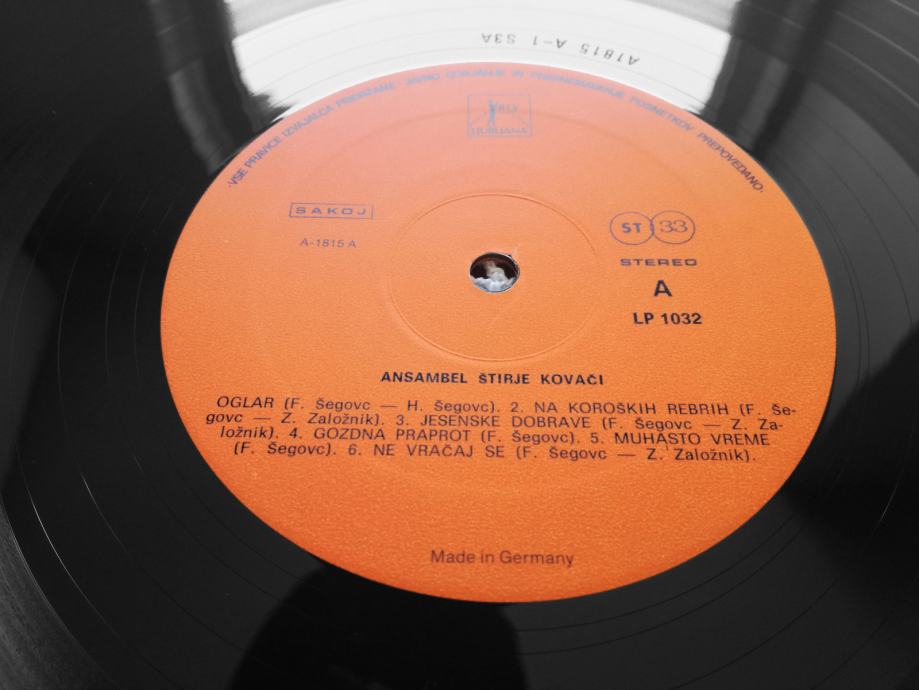 A1815 A-1 S3A
·VSE PRAVICE IZVAJALCA PRIDRŽANE · JAVNO IZVAJANJE IN POSNETKOV PREPOVEDANO·
LJUBLJANA
SAKOJ
A-1815 A
ST 33
STEREO
A
LP 1032
ANSAMBEL ŠTIRJE KOVAČI
OGLAR (F. Šegovc — H. Šegovc). 2. NA KOROŠKIH REBRIH (F. Še-
govc — Z. Založnik). 3. JESENSKE DOBRAVE (F. Šegovc — Z. Za-
ložnik). 4. GOZDNA PRAPROT (F. Šegovc). 5. MUHASTO VREME
(F. Šegovc). 6. NE VRAČAJ SE (F. Šegovc — Z. Založnik).
Made in Germany